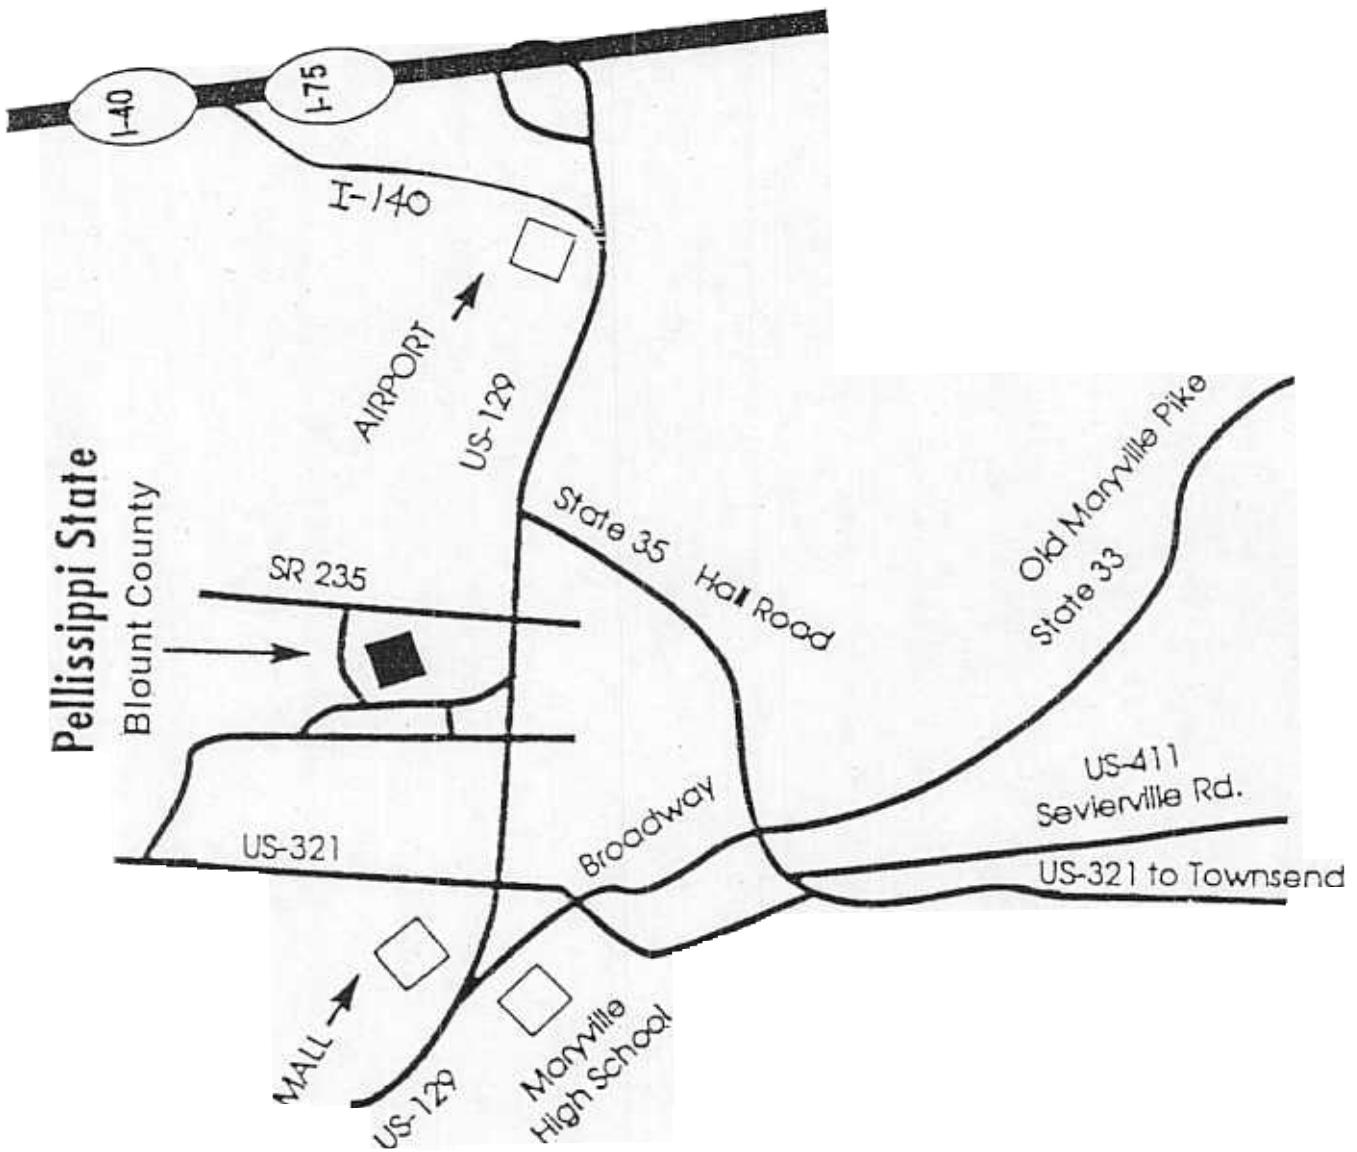 I-40
I-75
I-140
AIRPORT
US-129
Pellissippi State
Blount County
SR 235
State 35
Hall Road
Old Maryville Pike
State 33
US-411
Sevierville Rd.
US-321 to Townsend
Broadway
US-321
MALL
US-129
Maryville
High School